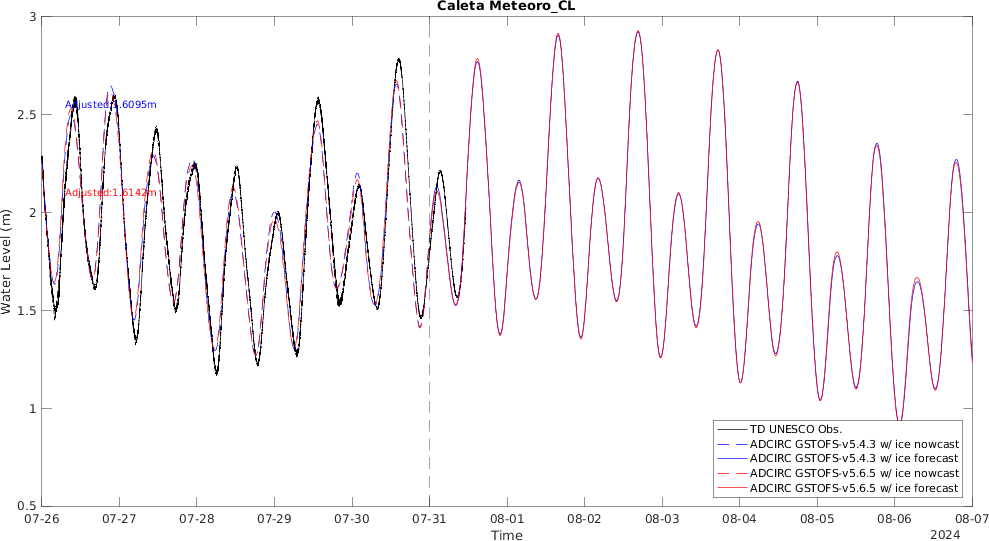 Caleta Meteoro_CL
3
2.5
2
1.5
1
0.5
Water Level (m)
Adjusted:1.6095m
Adjusted:1.6142m
TD UNESCO Obs.
ADCIRC GSTOFS-v5.4.3 w/ ice nowcast
ADCIRC GSTOFS-v5.4.3 w/ ice forecast
ADCIRC GSTOFS-v5.6.5 w/ ice nowcast
ADCIRC GSTOFS-v5.6.5 w/ ice forecast
07-26 07-27 07-28 07-29 07-30 07-31 08-01 08-02 08-03 08-04 08-05 08-06 08-07
Time
2024